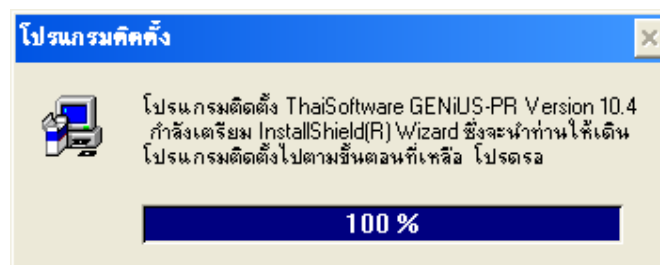 โปรแกรมติดตั้ง
โปรแกรมติดตั้ง ThaiSoftware GENiUS-PR Version 10.4
กำลังเตรียม InstallShield(R) Wizard ซึ่งจะนำท่านให้เดิน
โปรแกรมติดตั้งไปตามขั้นตอนที่เหลือ โปรดรอ
100 %